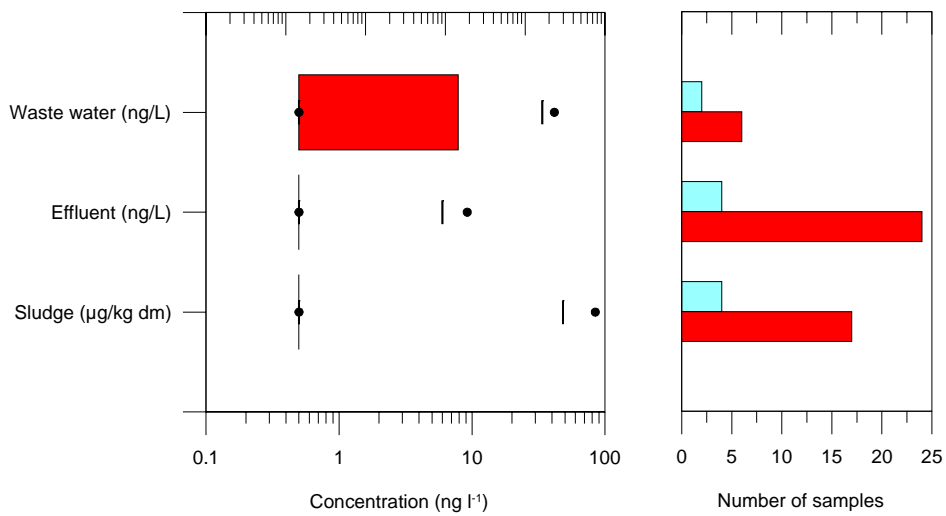 Waste water (ng/L)
Effluent (ng/L)
Sludge (µg/kg dm)
0.1 1 10 100
Concentration (ng l⁻¹)
0 5 10 15 20 25
Number of samples